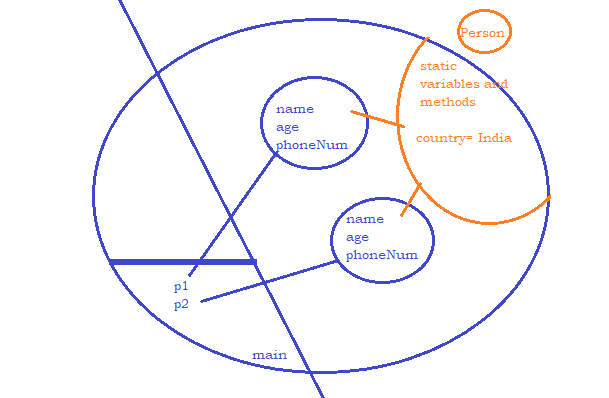 Person
static
variables and
methods
country= India
name
age
phoneNum
name
age
phoneNum
p1
p2
main